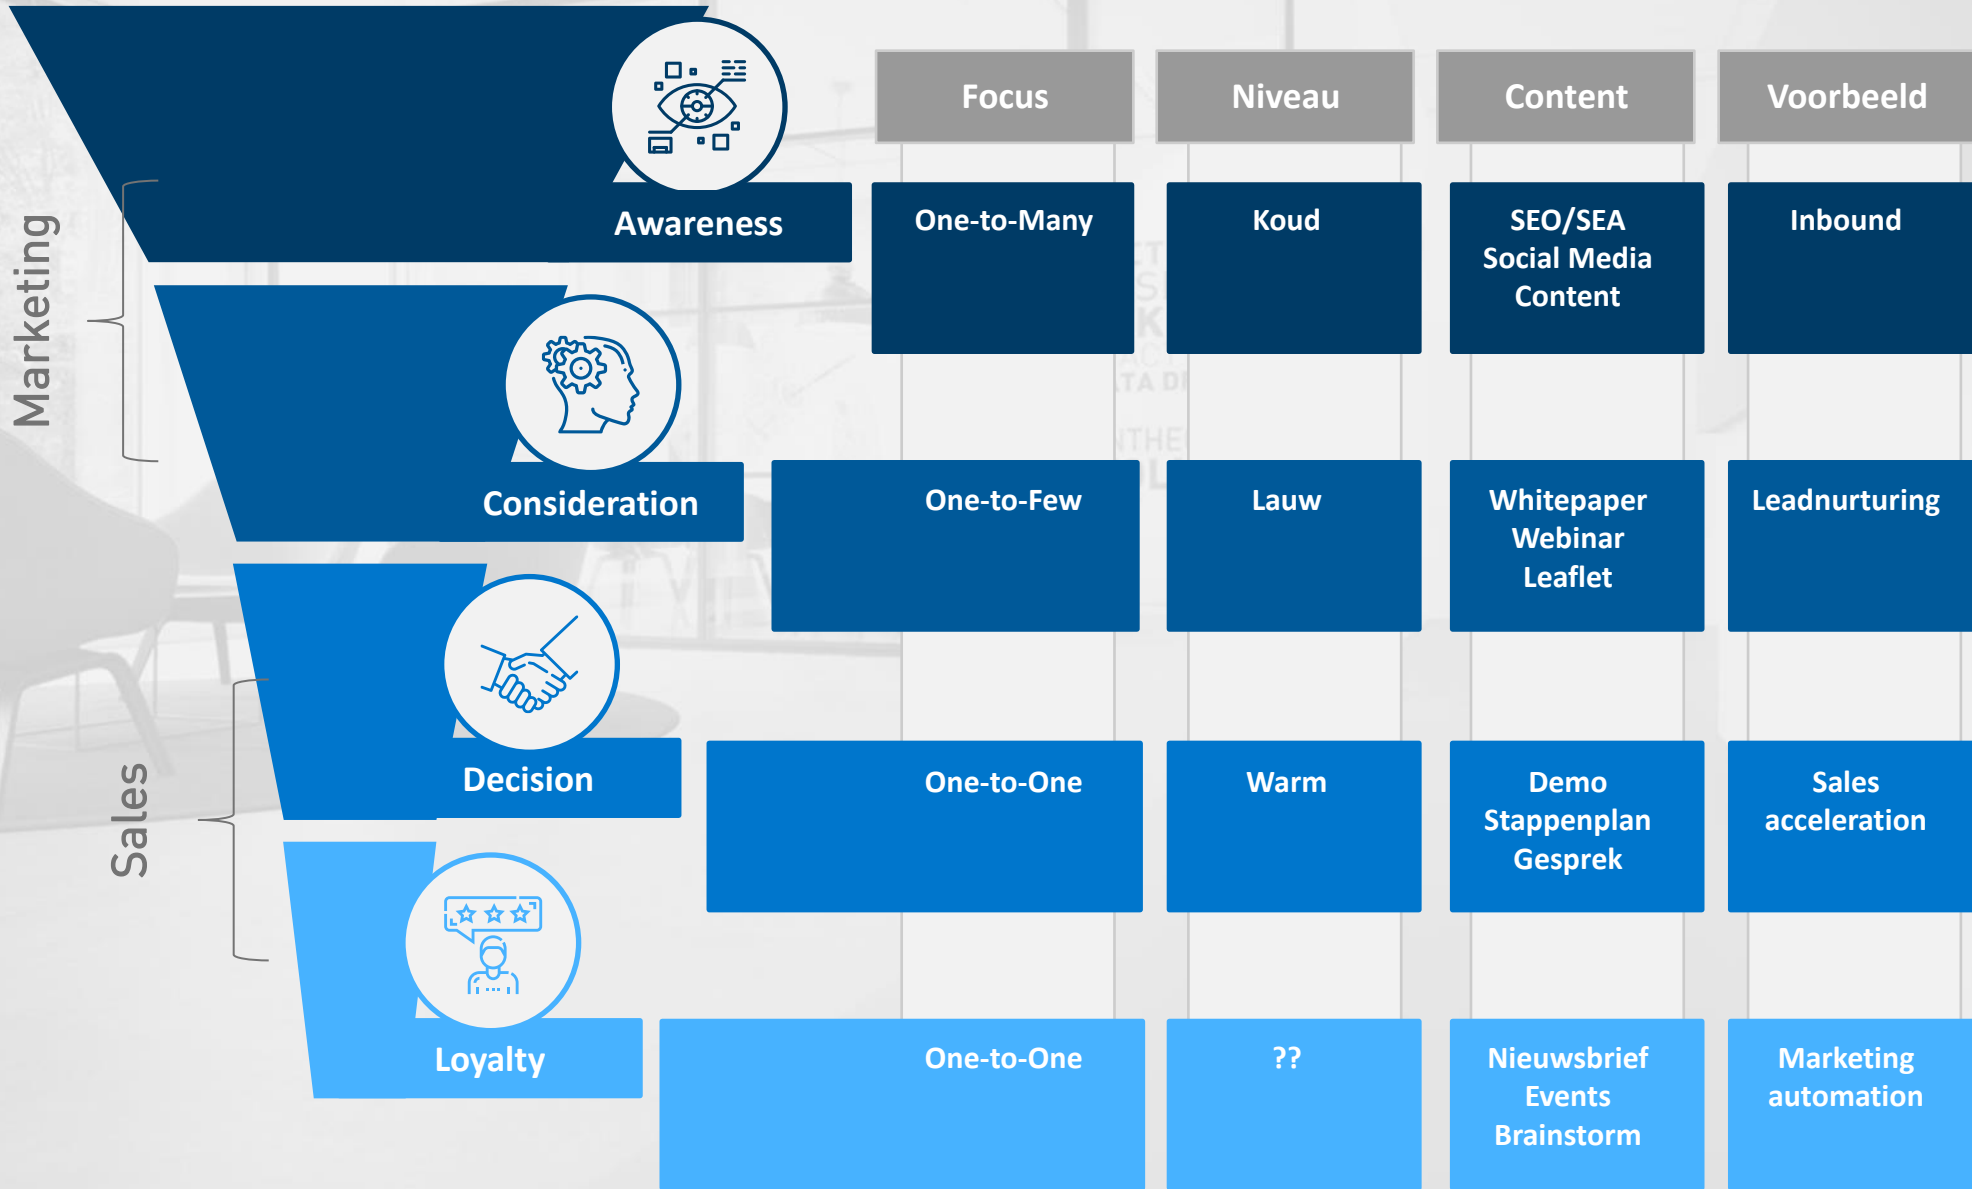 Focus
Niveau
Content
Voorbeeld
Marketing
Awareness
One-to-Many
Koud
SEO/SEA
Social Media
Content
Inbound
Consideration
One-to-Few
Lauw
Whitepaper
Webinar
Leaflet
Leadnurturing
Sales
Decision
One-to-One
Warm
Demo
Stappenplan
Gesprek
Sales
acceleration
Loyalty
One-to-One
??
Nieuwsbrief
Events
Brainstorm
Marketing
automation